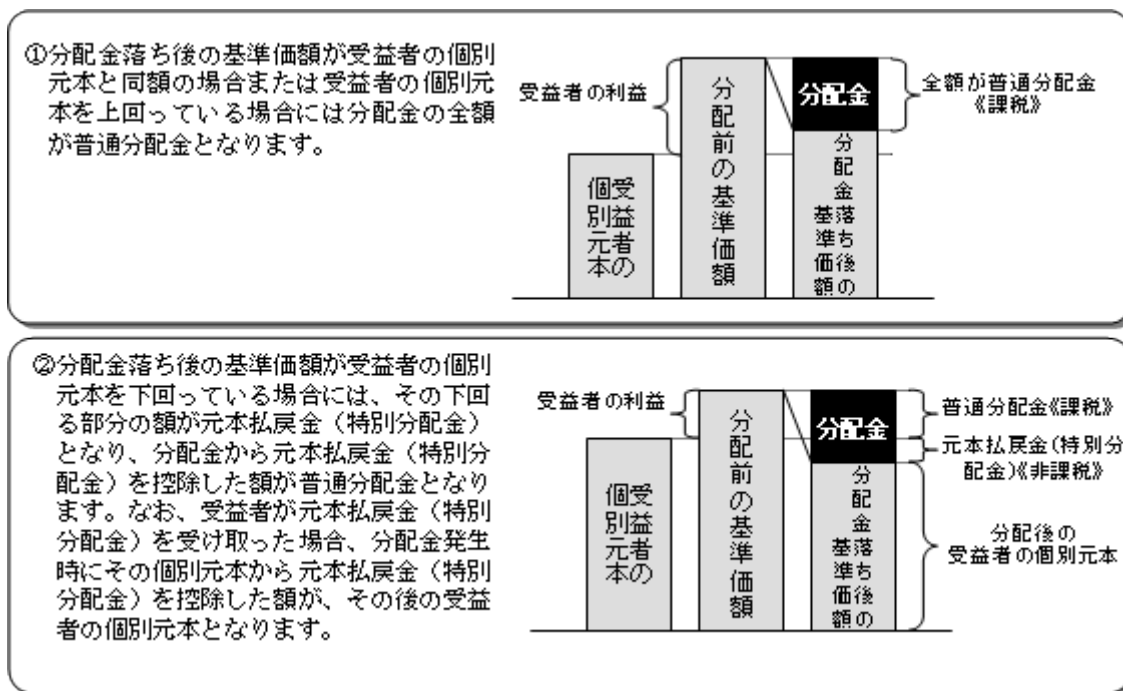 ①分配金落ち後の基準価額が受益者の個別
元本と同額の場合または受益者の個別元
本を上回っている場合には分配金の全額
が普通分配金となります。
受益者の利益
受益者の
個別元本
分配前の基準価額
分配金
分配金落ち後の
基準価額
全額が普通分配金
《課税》
②分配金落ち後の基準価額が受益者の個別
元本を下回っている場合には、その下回
る部分の額が元本払戻金（特別分配金）
となり、分配金から元本払戻金（特別分
配金）を控除した額が普通分配金となり
ます。なお、受益者が元本払戻金（特別
分配金）を受け取った場合、分配金発生
時にその個別元本から元本払戻金（特別
分配金）を控除した額が、その後の受益
者の個別元本となります。
受益者の利益
受益者の
個別元本
分配前の基準価額
分配金
分配金落ち後の
基準価額
普通分配金《課税》
元本払戻金(特別分
配金)《非課税》
分配後の
受益者の個別元本